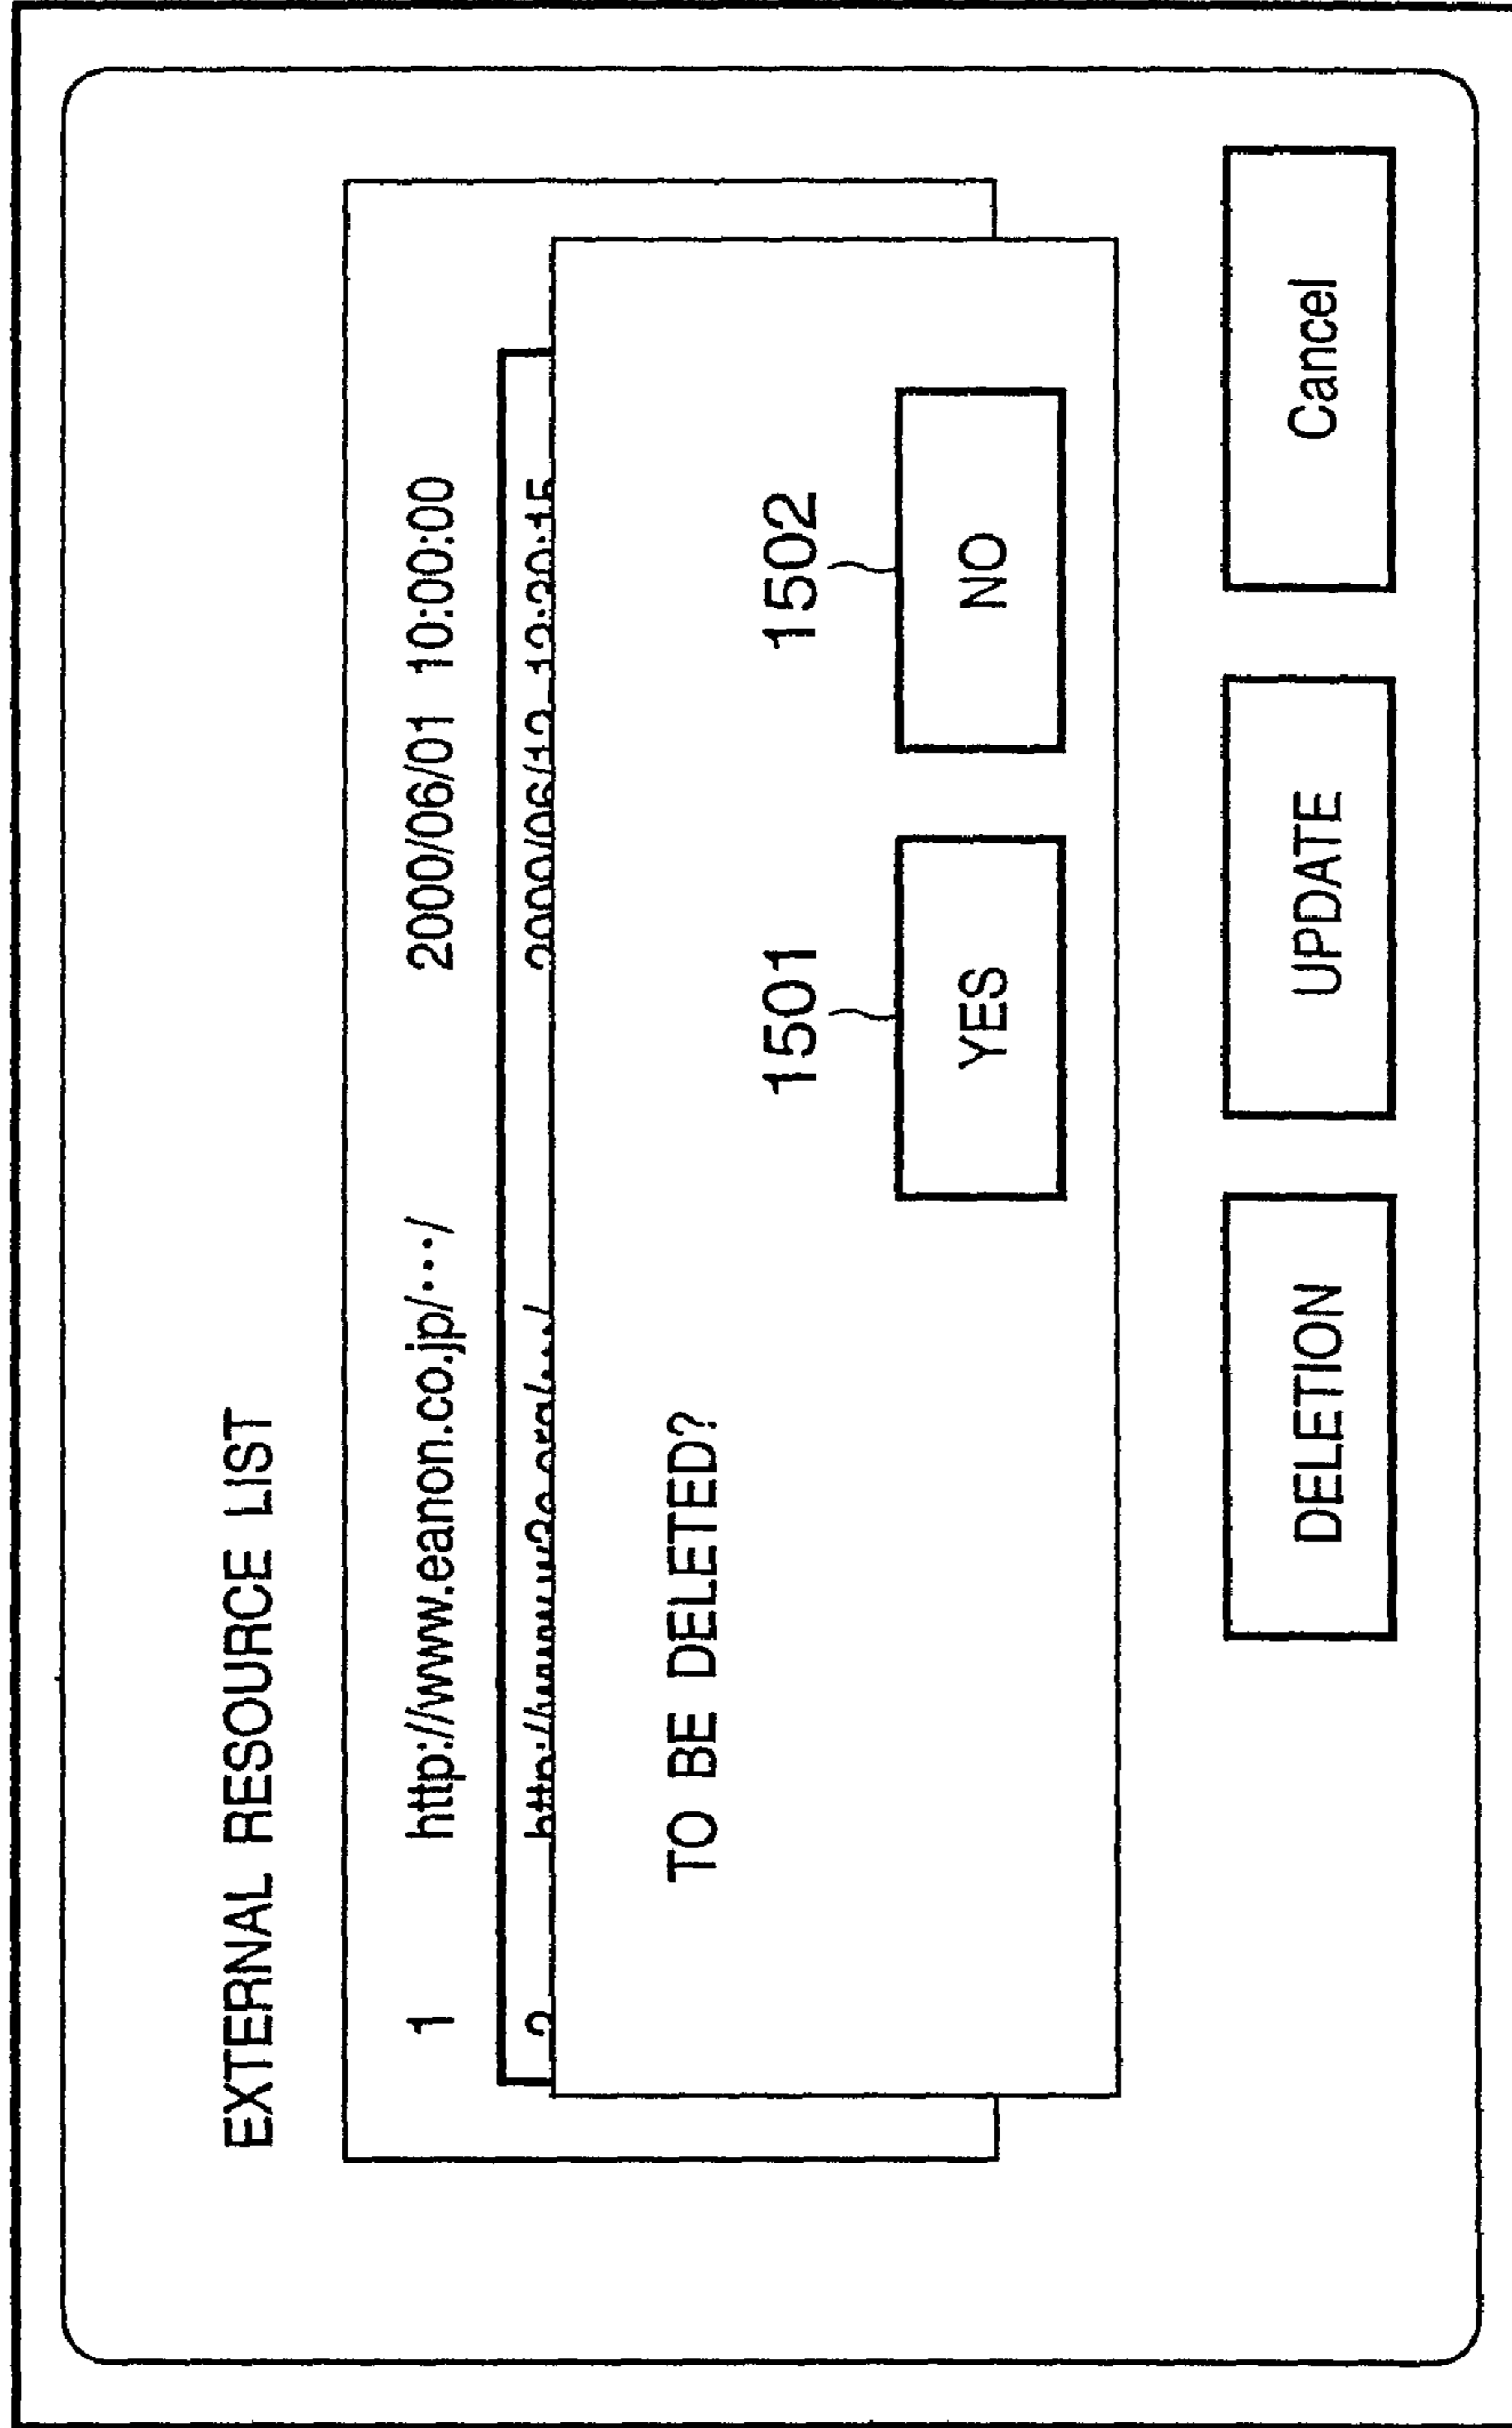 EXTERNAL RESOURCE LIST
1 http://www.eanon.co.jp/···/ 2000/06/01 10:00:00
2
TO BE DELETED?
1501 1502
YES NO
DELETION UPDATE Cancel